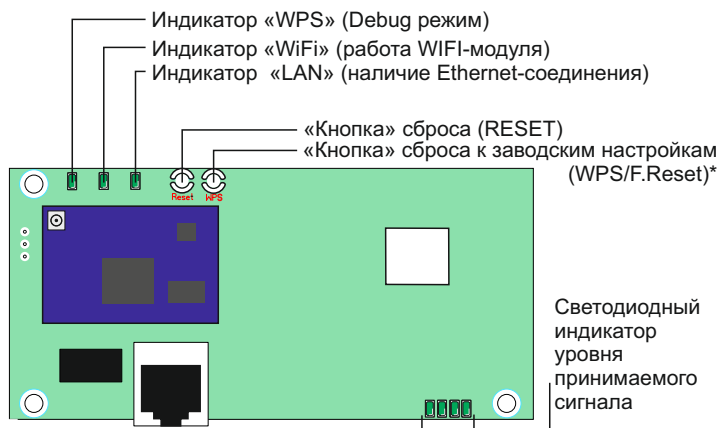 Индикатор «WPS» (Debug режим)
Индикатор «WiFi» (работа WIFI-модуля)
Индикатор «LAN» (наличие Ethernet-соединения)
«Кнопка» сброса (RESET)
«Кнопка» сброса к заводским настройкам
(WPS/F.Reset)*
Reset
WPS
Светодиодный
индикатор
уровня
принимаемого
сигнала